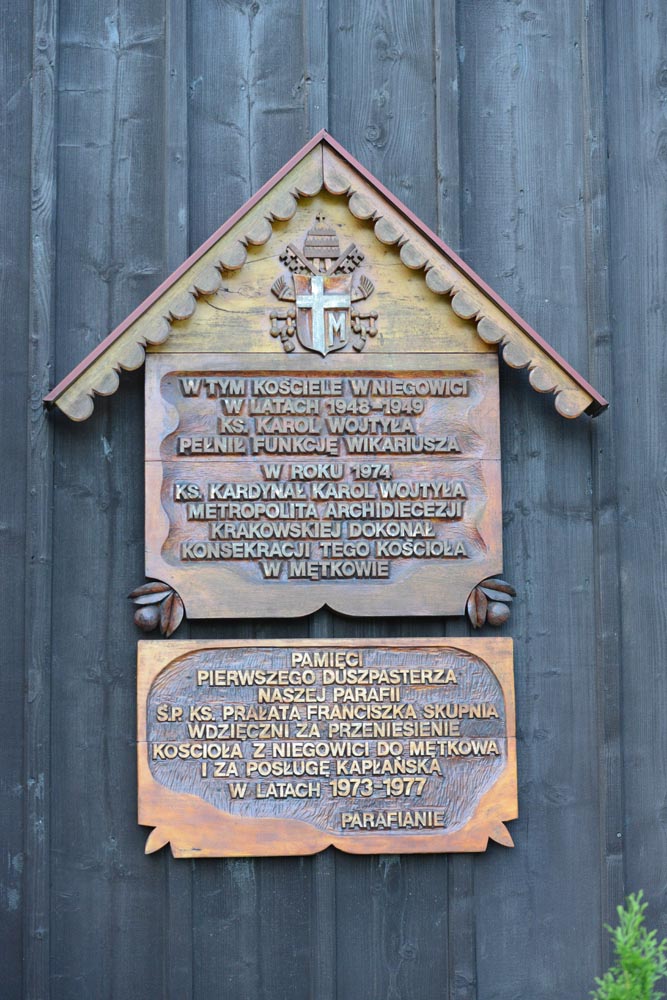 M
W TYM KOŚCIELE W NIEGOWICI
W LATACH 1948-1949
KS. KAROL WOJTYŁA
PEŁNIŁ FUNKCJĘ WIKARIUSZA
W ROKU 1974
KS. KARDYNAŁ KAROL WOJTYŁA
METROPOLITA ARCHIDIECEZJI
KRAKOWSKIEJ DOKONAŁ
KONSEKRACJI TEGO KOŚCIOŁA
W MĘTKOWIE
PAMIĘCI
PIERWSZEGO DUSZPASTERZA
NASZEJ PARAFII
Ś.P. KS. PRAŁATA FRANCISZKA SKUPNIA
WDZIĘCZNI ZA PRZENIESIENIE
KOŚCIOŁA Z NIEGOWICI DO MĘTKOWA
I ZA POSŁUGĘ KAPŁAŃSKĄ
W LATACH 1973-1977
PARAFIANIE